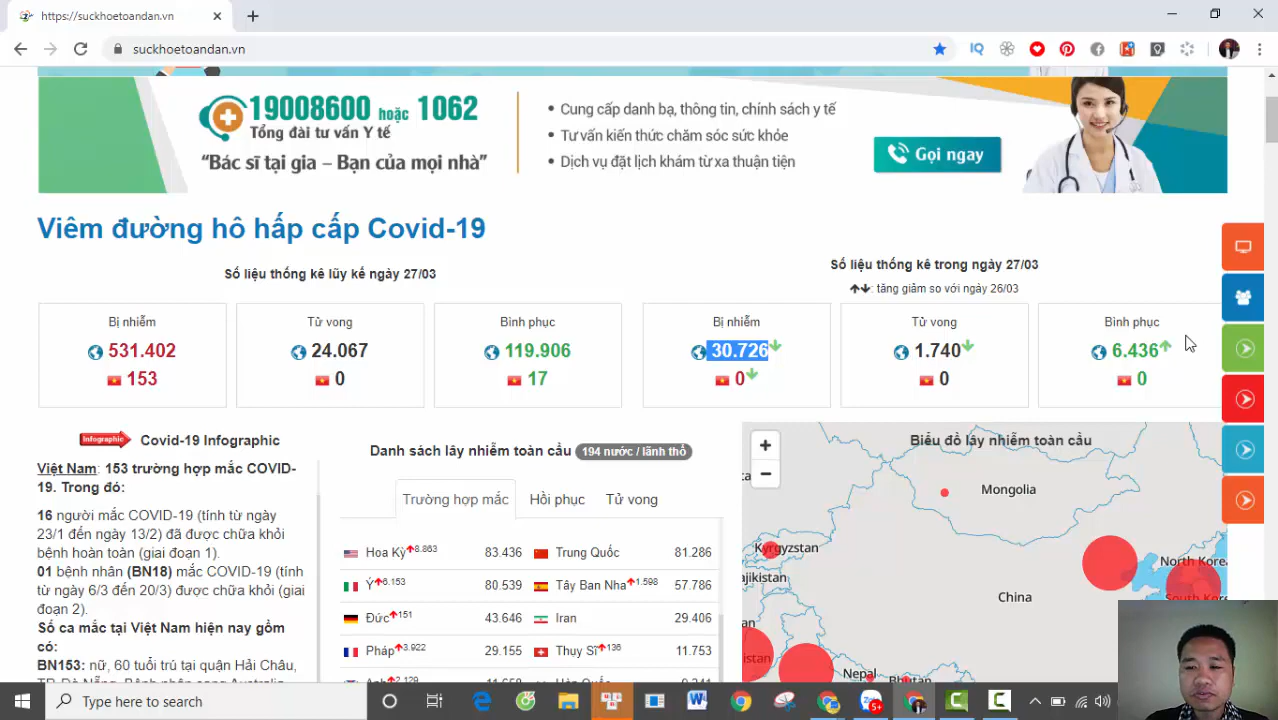 https://suckhoetoandan.vn
suckhoetoandan.vn
19008600 hoặc 1062
Tổng đài tư vấn Y tế
“Bác sĩ tại gia – Bạn của mọi nhà”
• Cung cấp danh bạ, thông tin, chính sách y tế
• Tư vấn kiến thức chăm sóc sức khỏe
• Dịch vụ đặt lịch khám từ xa thuận tiện
Gọi ngay
Viêm đường hô hấp cấp Covid-19
Số liệu thống kê lũy kế ngày 27/03
Bị nhiễm
531.402
153
Tử vong
24.067
0
Bình phục
119.906
17
Số liệu thống kê trong ngày 27/03
: tăng giảm so với ngày 26/03
Bị nhiễm
30.726
0
Tử vong
1.740
0
Bình phục
6.436
0
Infographic Covid-19 Infographic
Việt Nam: 153 trường hợp mắc COVID-
19. Trong đó:
16 người mắc COVID-19 (tính từ ngày
23/1 đến ngày 13/2) đã được chữa khỏi
bệnh hoàn toàn (giai đoạn 1).
01 bệnh nhân (BN18) mắc COVID-19 (tính
từ ngày 6/3 đến 20/3) được chữa khỏi (giai
đoạn 2).
Số ca mắc tại Việt Nam hiện nay gồm
có:
BN153: nữ, 60 tuổi trú tại quận Hải Châu,
Danh sách lây nhiễm toàn cầu 194 nước / lãnh thổ
Trường hợp mắc Hồi phục Tử vong
Hoa Kỳ 8.863 83.436 Trung Quốc 81.286
Ý 6.153 80.539 Tây Ban Nha 1.598 57.786
Đức 151 43.646 Iran 29.406
Pháp 3.922 29.155 Thụy Sĩ 136 11.753
Biểu đồ lây nhiễm toàn cầu
Mongolia
Kyrgyzstan
North Korea
South Korea
China
Nepal
Bhutan
Type here to search
5+